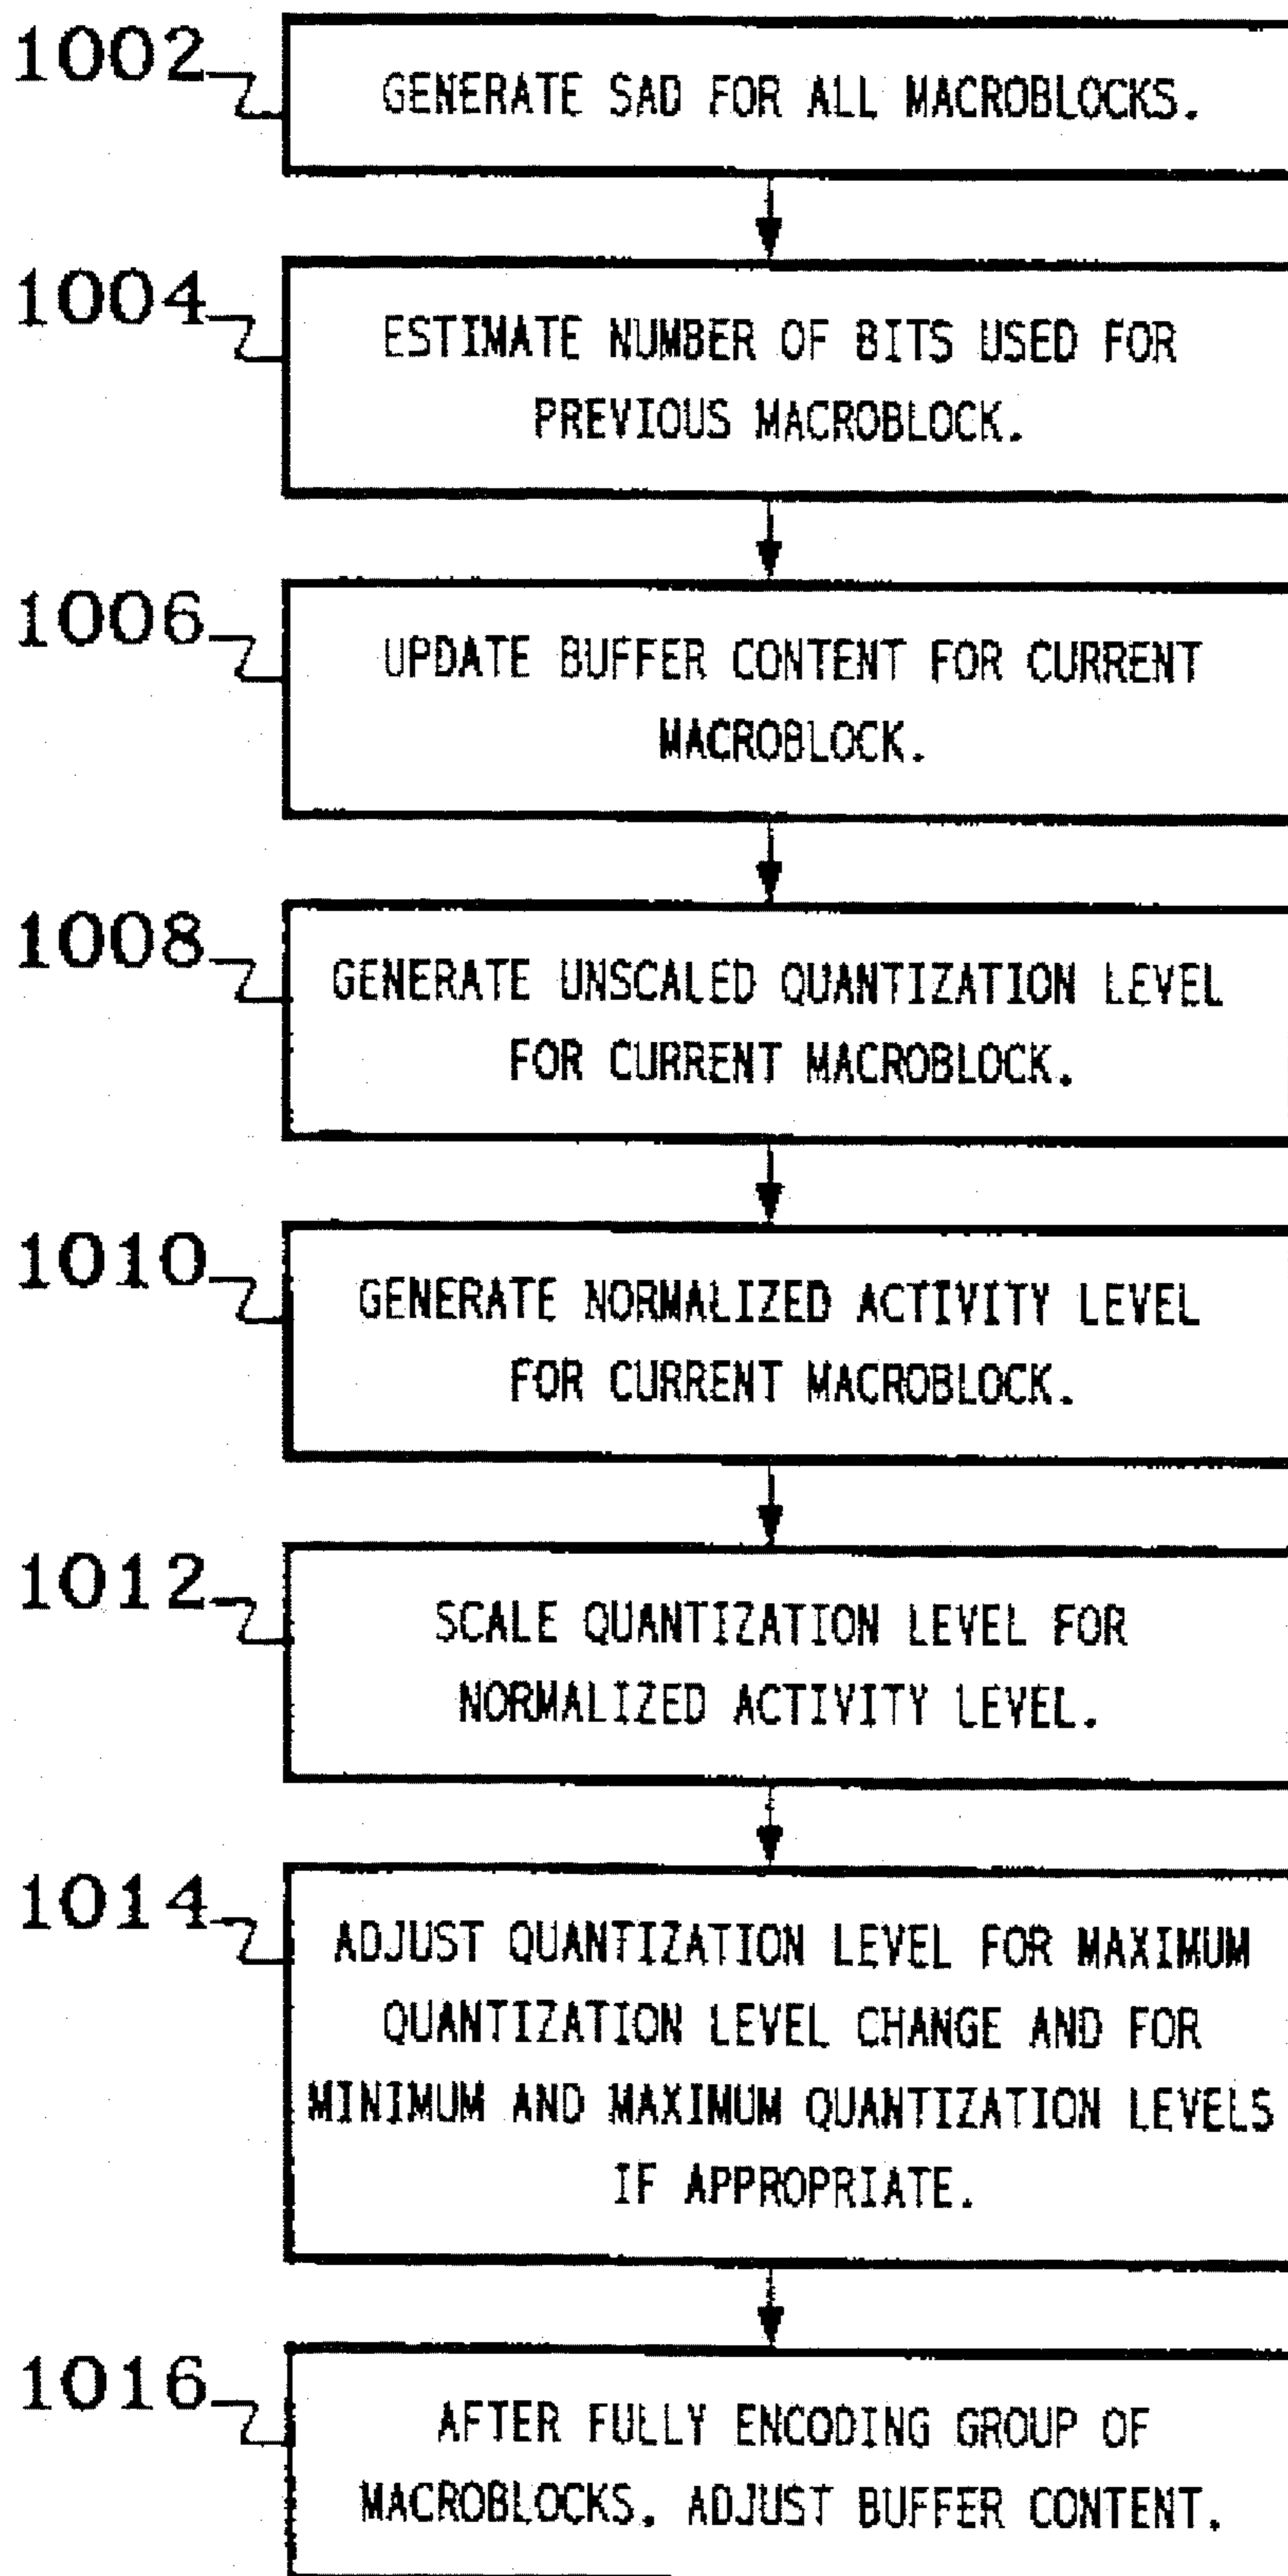 1002
GENERATE SAD FOR ALL MACROBLOCKS.
1004
ESTIMATE NUMBER OF BITS USED FOR
PREVIOUS MACROBLOCK.
1006
UPDATE BUFFER CONTENT FOR CURRENT
MACROBLOCK.
1008
GENERATE UNSCALED QUANTIZATION LEVEL
FOR CURRENT MACROBLOCK.
1010
GENERATE NORMALIZED ACTIVITY LEVEL
FOR CURRENT MACROBLOCK.
1012
SCALE QUANTIZATION LEVEL FOR
NORMALIZED ACTIVITY LEVEL.
1014
ADJUST QUANTIZATION LEVEL FOR MAXIMUM
QUANTIZATION LEVEL CHANGE AND FOR
MINIMUM AND MAXIMUM QUANTIZATION LEVELS
IF APPROPRIATE.
1016
AFTER FULLY ENCODING GROUP OF
MACROBLOCKS, ADJUST BUFFER CONTENT.